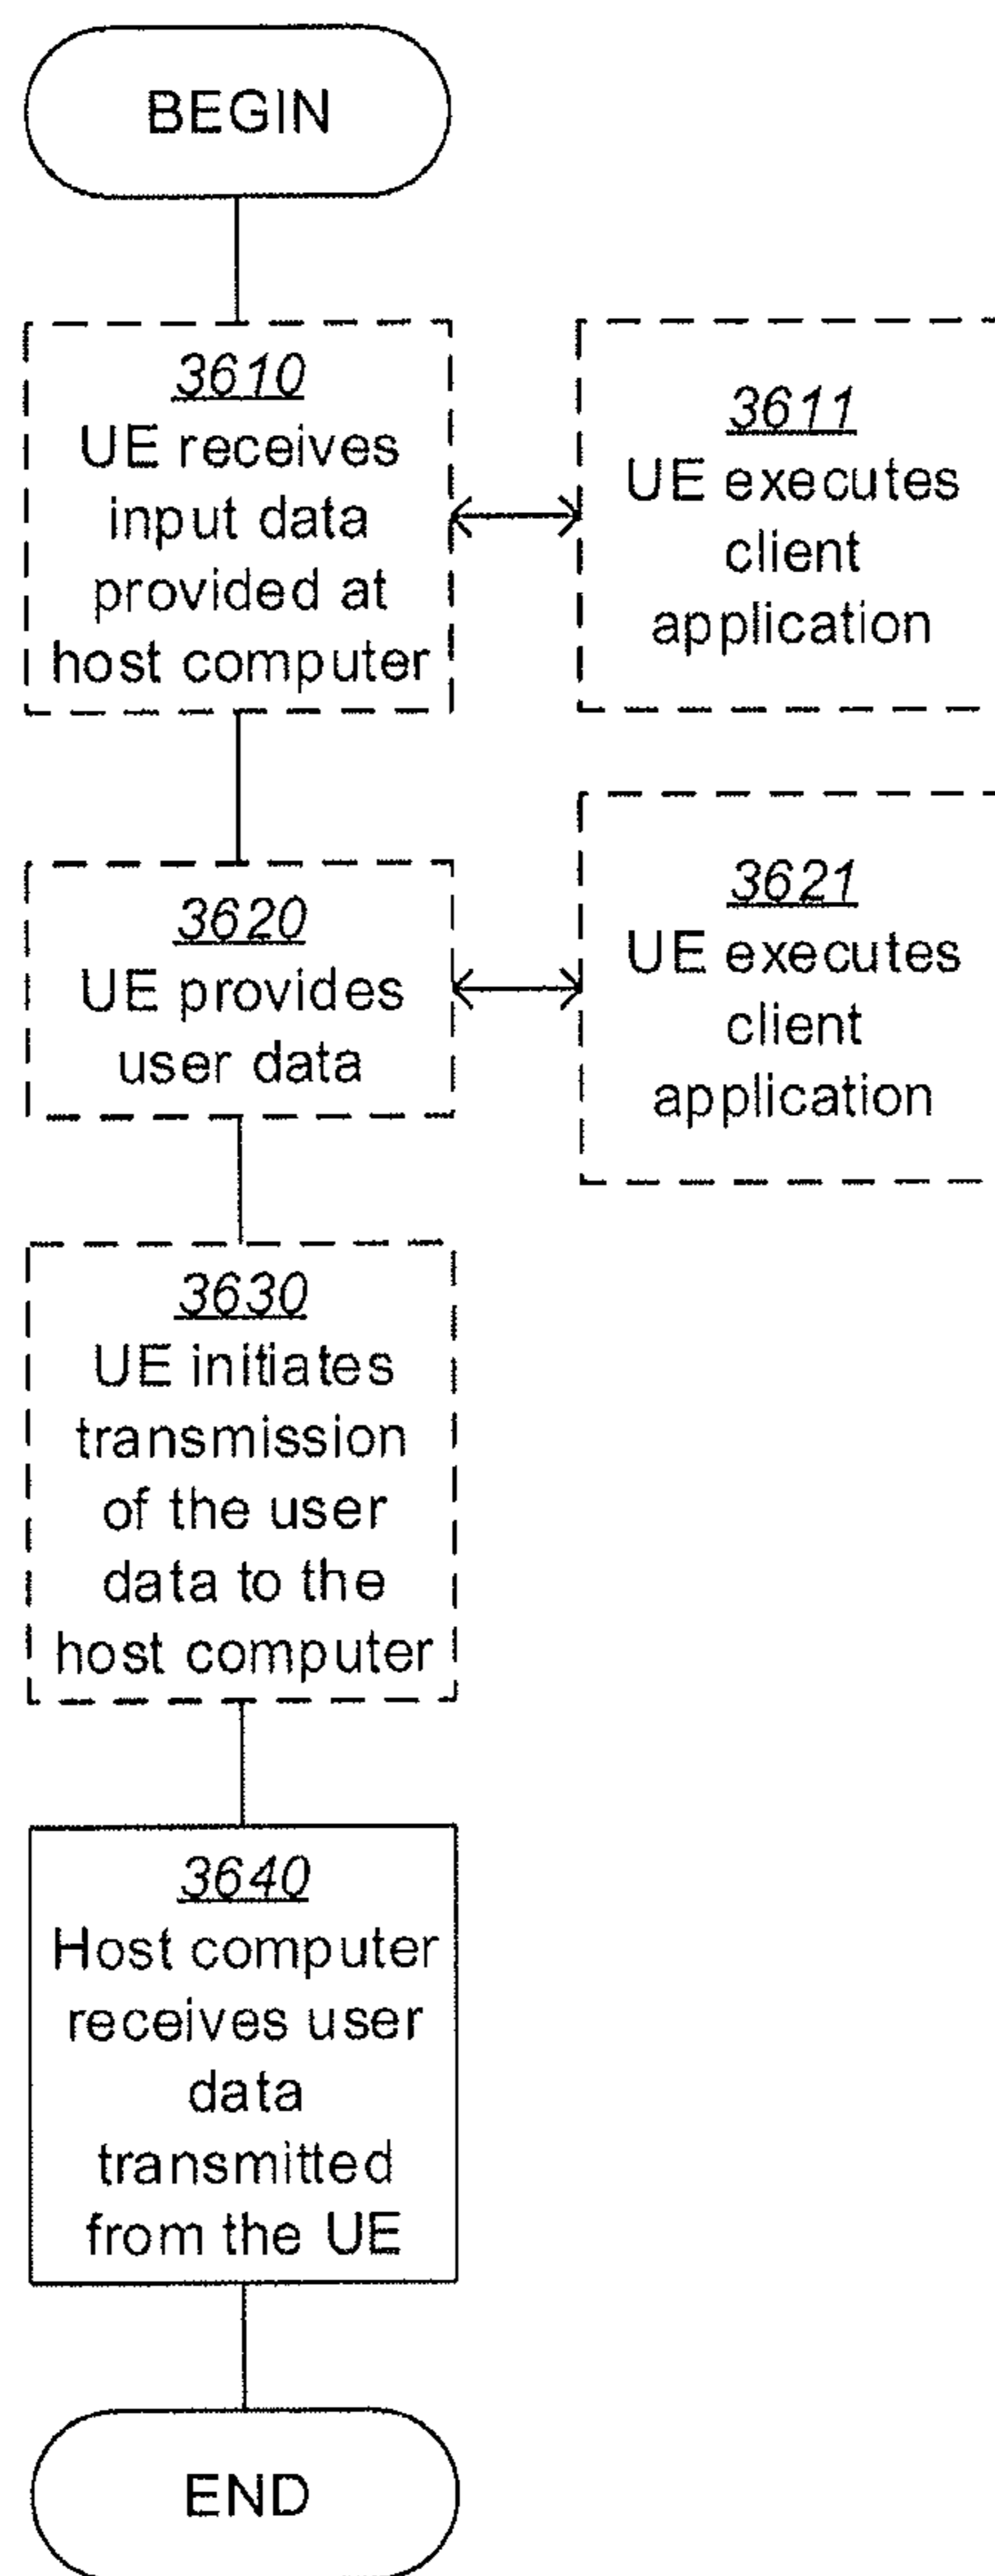 BEGIN
3610
UE receives
input data
provided at
host computer
3611
UE executes
client
application
3620
UE provides
user data
3621
UE executes
client
application
3630
UE initiates
transmission
of the user
data to the
host computer
3640
Host computer
receives user
data
transmitted
from the UE
END